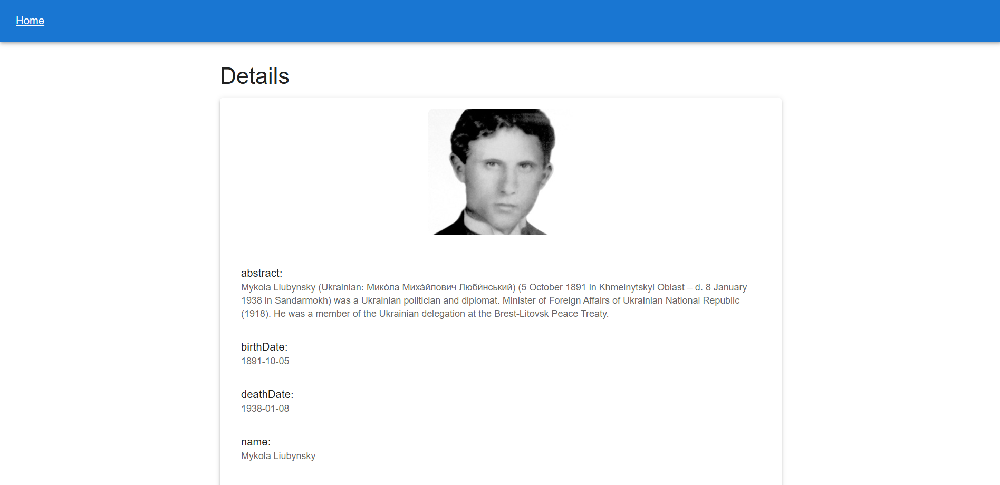 Home
Details
abstract:
Mykola Liubynsky (Ukrainian: Мико́ла Миха́йлович Люби́нський) (5 October 1891 in Khmelnytskyi Oblast – d. 8 January
1938 in Sandarmokh) was a Ukrainian politician and diplomat. Minister of Foreign Affairs of Ukrainian National Republic
(1918). He was a member of the Ukrainian delegation at the Brest-Litovsk Peace Treaty.
birthDate:
1891-10-05
deathDate:
1938-01-08
name:
Mykola Liubynsky